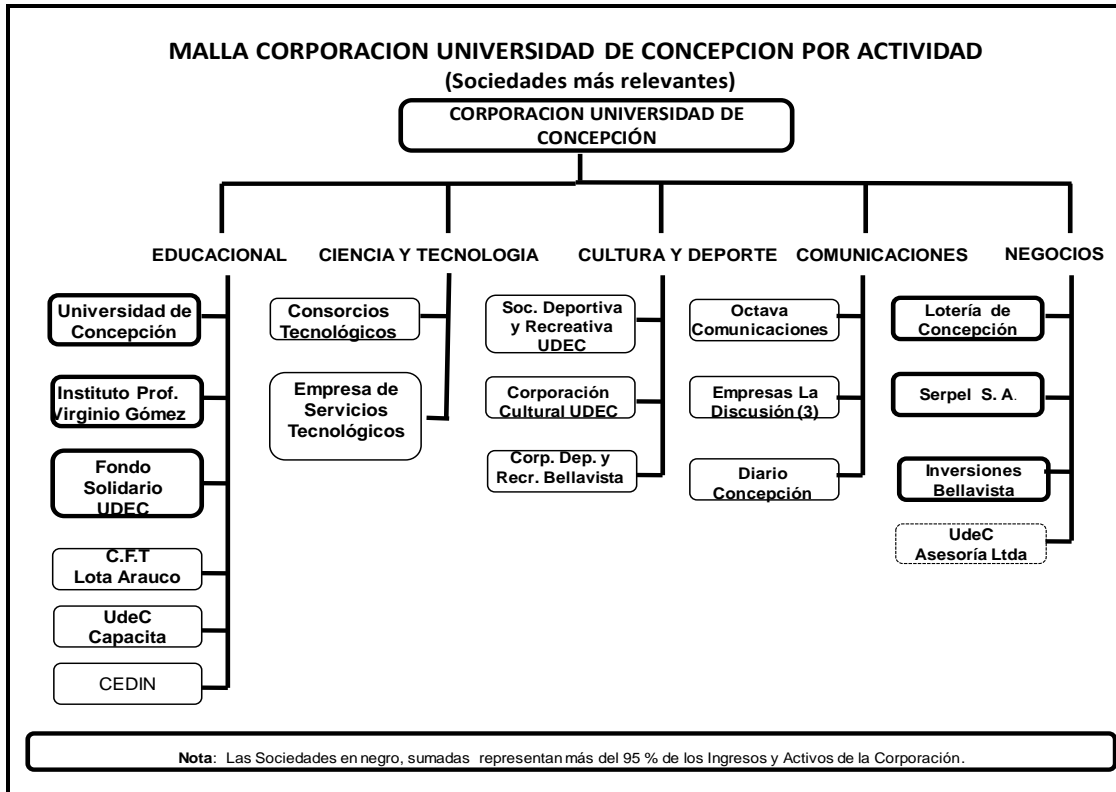 MALLA CORPORACION UNIVERSIDAD DE CONCEPCION POR ACTIVIDAD
(Sociedades más relevantes)
CORPORACION UNIVERSIDAD DE
CONCEPCIÓN
EDUCACIONAL
CIENCIA Y TECNOLOGIA
CULTURA Y DEPORTE
COMUNICACIONES
NEGOCIOS
Universidad de
Concepción
Instituto Prof.
Virginio Gómez
Fondo
Solidario
UDEC
C.F.T
Lota Arauco
UdeC
Capacita
CEDIN
Consorcios
Tecnológicos
Empresa de
Servicios
Tecnológicos
Soc. Deportiva
y Recreativa
UDEC
Corporación
Cultural UDEC
Corp. Dep. y
Recr. Bellavista
Octava
Comunicaciones
Empresas La
Discusión (3)
Diario
Concepción
Lotería de
Concepción
Serpel S. A.
Inversiones
Bellavista
UdeC
Asesoría Ltda
Nota: Las Sociedades en negro, sumadas representan más del 95 % de los Ingresos y Activos de la Corporación.